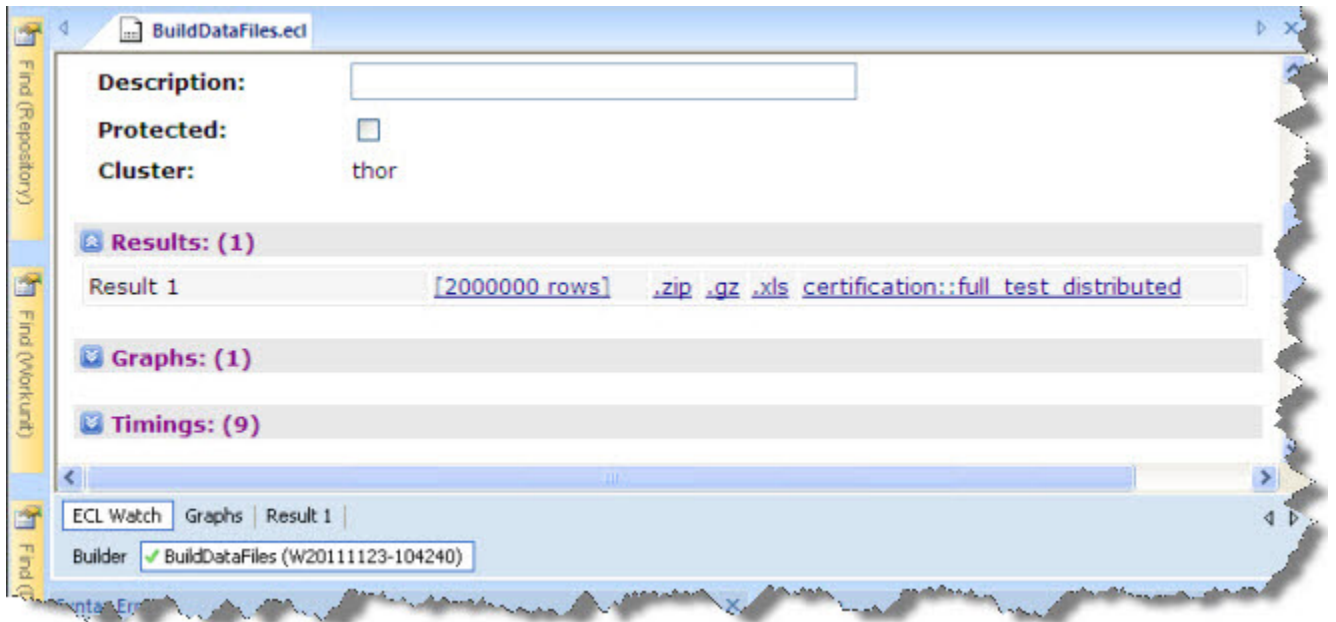 BuildDataFiles.ecl
Find (Repository)
Description:
Protected:
Cluster: thor
Results: (1)
Result 1 [2000000 rows] .zip .gz .xls certification::full_test_distributed
Find (Workunit)
Graphs: (1)
Timings: (9)
ECL Watch Graphs Result 1
Builder BuildDataFiles (W20111123-104240)
Find